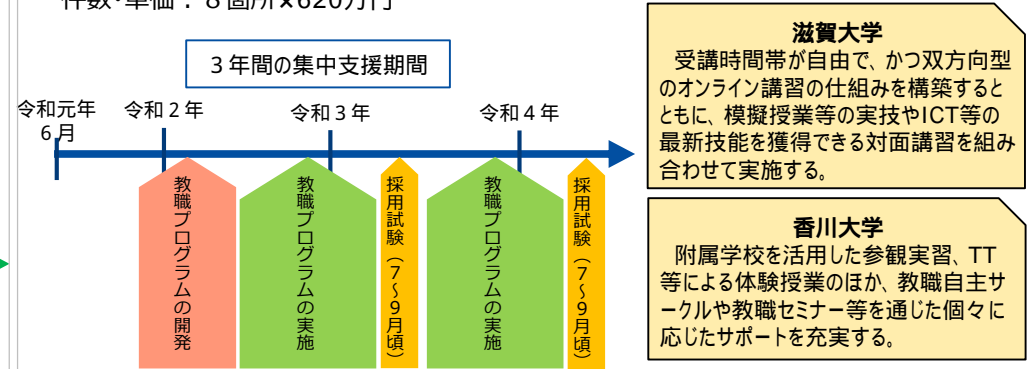 件数・単価：８箇所×620万円
３年間の集中支援期間
令和元年
６月
令和２年
令和３年
令和４年
教職プログラムの開発
教職プログラムの実施
採用試験（７～９月頃）
教職プログラムの実施
採用試験（７～９月頃）
滋賀大学
受講時間帯が自由で、かつ双方向型
のオンライン講習の仕組みを構築すると
ともに、模擬授業等の実技やICT等の
最新技能を獲得できる対面講習を組み
合わせて実施する。
香川大学
附属学校を活用した参観実習、TT
等による体験授業のほか、教職自主サ
ークルや教職セミナー等を通じた個々に
応じたサポートを充実する。